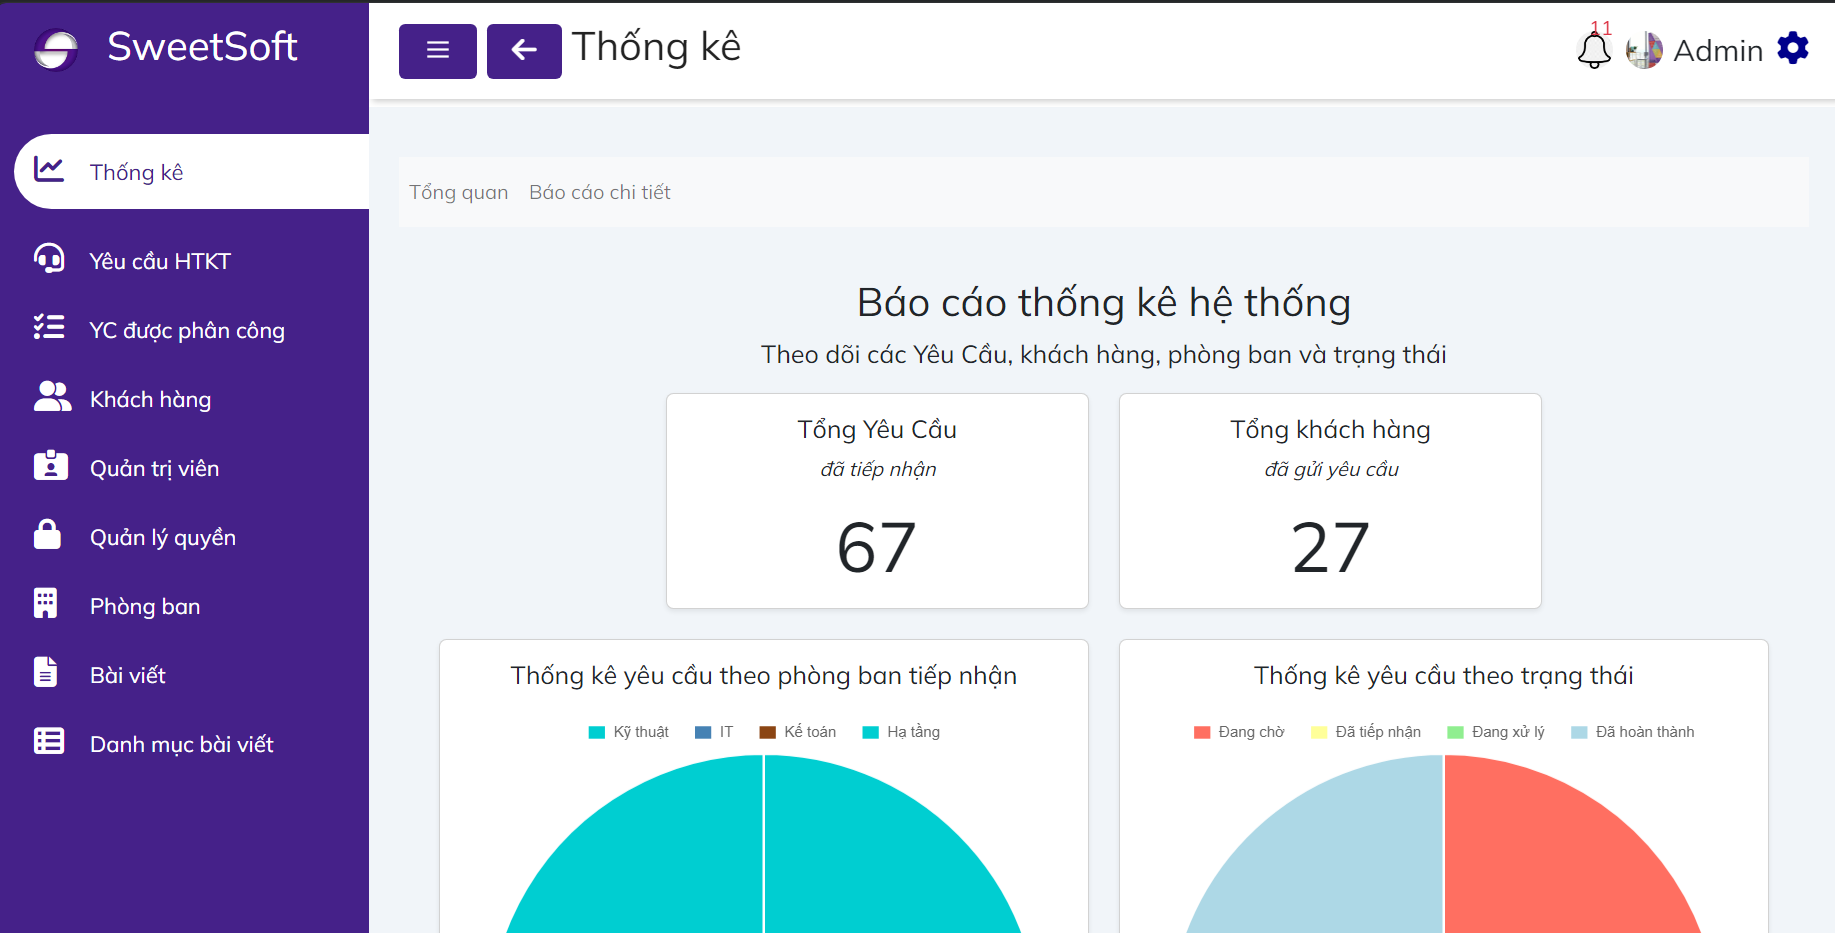 SweetSoft
Thống kê
11
Admin
Thống kê
Yêu cầu HTKT
YC được phân công
Khách hàng
Quản trị viên
Quản lý quyền
Phòng ban
Bài viết
Danh mục bài viết
Tổng quan Báo cáo chi tiết
Báo cáo thống kê hệ thống
Theo dõi các Yêu Cầu, khách hàng, phòng ban và trạng thái
Tổng Yêu Cầu
đã tiếp nhận
67
Tổng khách hàng
đã gửi yêu cầu
27
Thống kê yêu cầu theo phòng ban tiếp nhận
Kỹ thuật IT Kế toán Hạ tầng
Thống kê yêu cầu theo trạng thái
Đang chờ Đã tiếp nhận Đang xử lý Đã hoàn thành